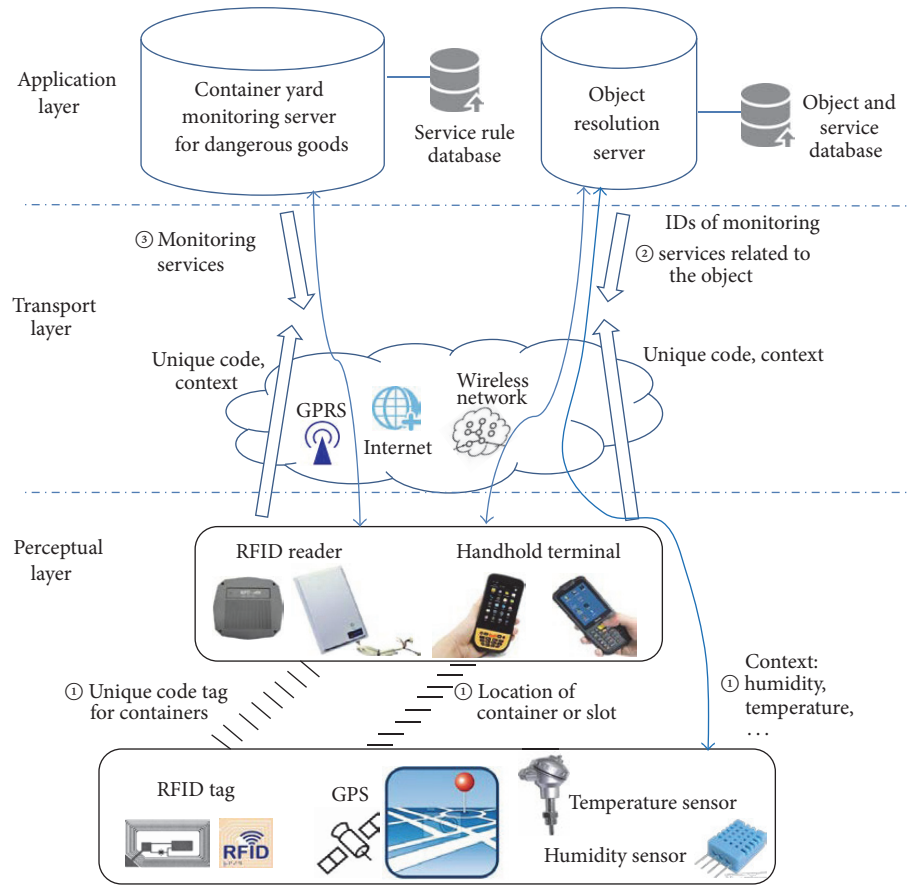 Application
layer
Container yard
monitoring server
for dangerous goods
Service rule
database
Object
resolution
server
Object and
service
database
Transport
layer
③ Monitoring
services
IDs of monitoring
② services related to
the object
Unique code,
context
Unique code, context
GPRS
Internet
Wireless
network
Perceptual
layer
RFID reader
Handhold terminal
① Unique code tag
for containers
① Location of
container or slot
Context:
① humidity,
temperature,
...
RFID tag
RFID
GPS
Temperature sensor
Humidity sensor